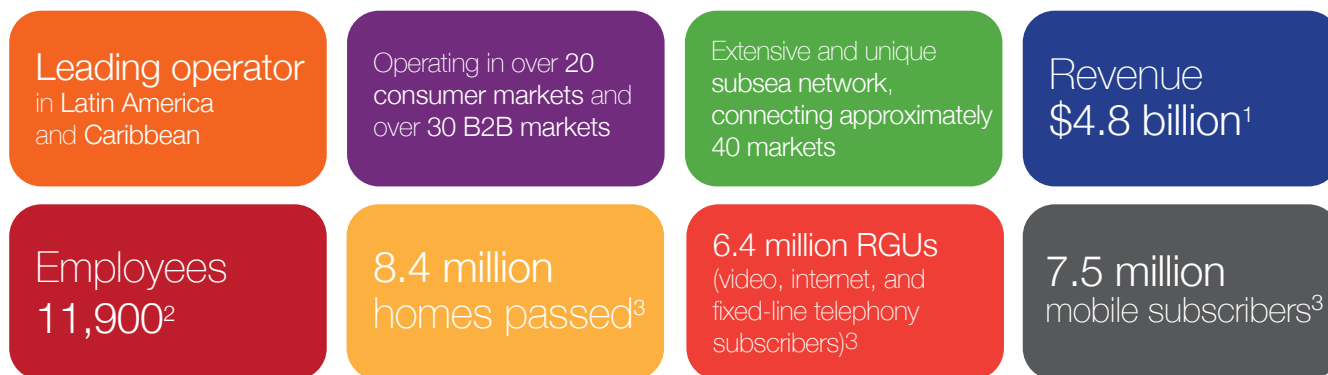 Leading operator
in Latin America
and Caribbean
Operating in over 20
consumer markets and
over 30 B2B markets
Extensive and unique
subsea network,
connecting approximately
40 markets
Revenue
$4.8 billion¹
Employees
11,900²
8.4 million
homes passed³
6.4 million RGUs
(video, internet, and
fixed-line telephony
subscribers)³
7.5 million
mobile subscribers³